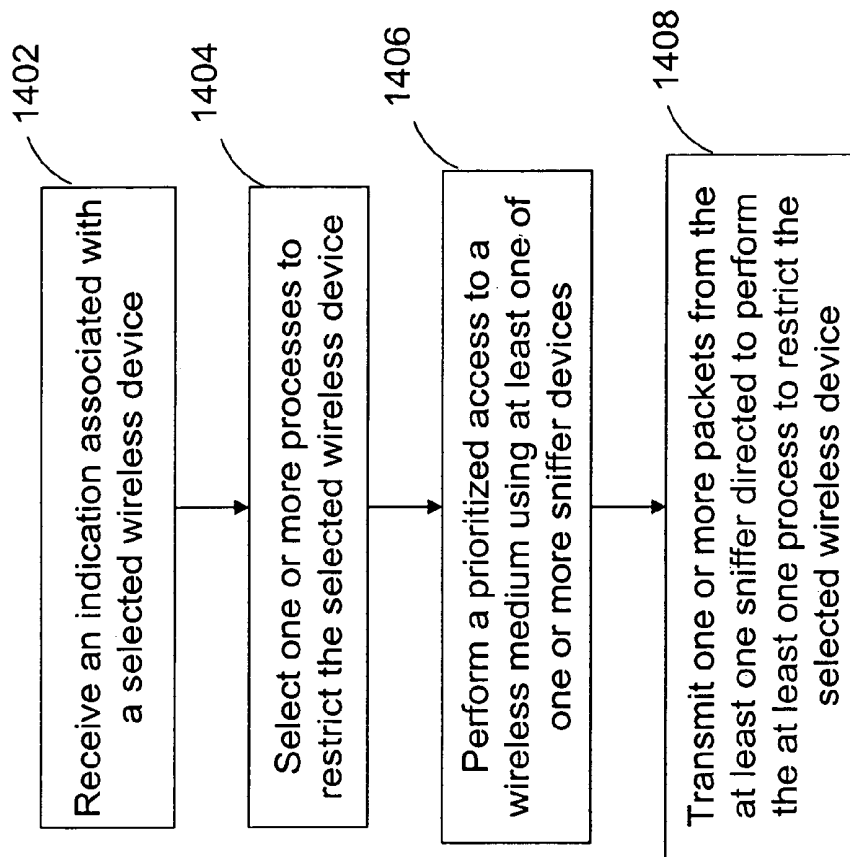 1402
Receive an indication associated with
a selected wireless device
1404
Select one or more processes to
restrict the selected wireless device
1406
Perform a prioritized access to a
wireless medium using at least one of
one or more sniffer devices
1408
Transmit one or more packets from the
at least one sniffer directed to perform
the at least one process to restrict the
selected wireless device